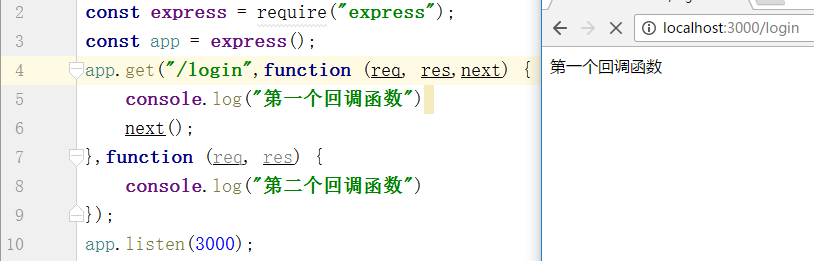 2 const express = require("express");
3 const app = express();
4 app.get("/login",function (req, res,next) {
5 console.log("第一个回调函数")
6 next();
7 },function (req, res) {
8 console.log("第二个回调函数")
9 });
10 app.listen(3000);
localhost:3000/login
第一个回调函数